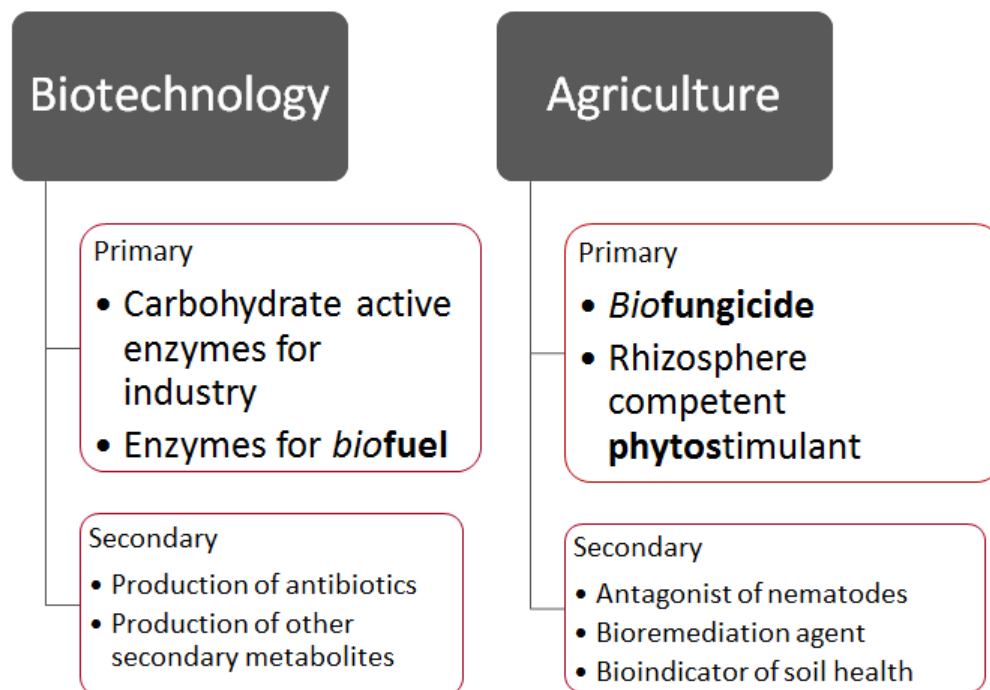 Biotechnology
Primary
• Carbohydrate active
enzymes for
industry
• Enzymes for biofuel
Secondary
• Production of antibiotics
• Production of other
secondary metabolites
Agriculture
Primary
• Biofungicide
• Rhizosphere
competent
phytostimulant
Secondary
• Antagonist of nematodes
• Bioremediation agent
• Bioindicator of soil health